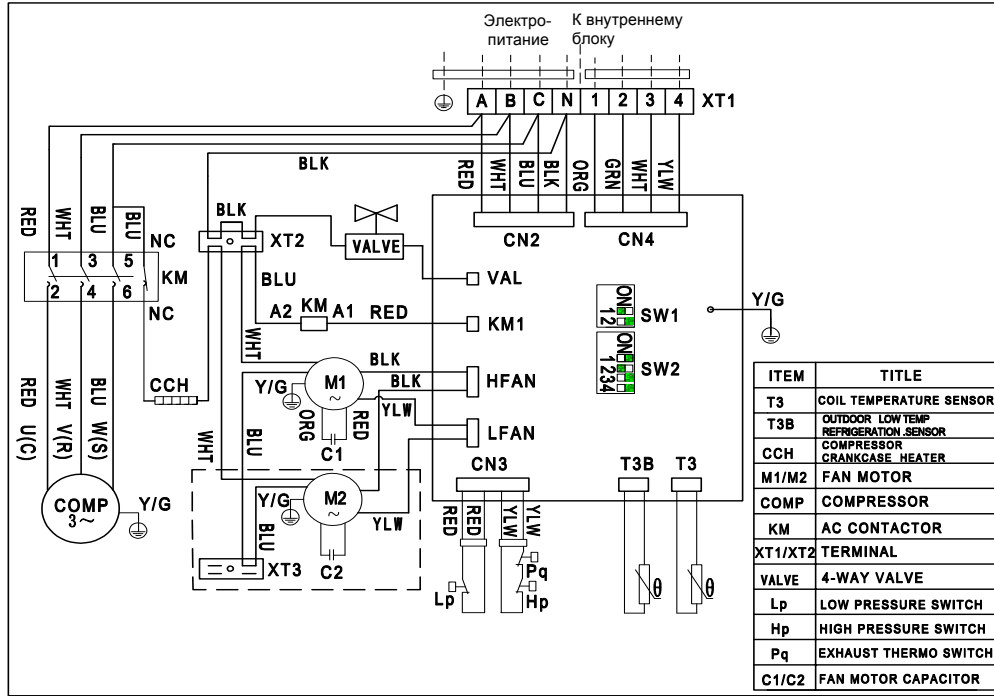 Электро-
питание
К внутреннему
блоку
A B C N 1 2 3 4 XT1
BLK
RED WHT BLU BLK ORG GRN WHT YLW
RED WHT BLU BLU
NC
BLK
XT2
VALVE
CN2 CN4
1 3 5
KM
2 4 6
NC
BLU
VAL
ON
12
SW1
Y/G
A2 KM A1 RED
KM1
ON
1234
SW2
WHT
BLK
HFAN
M1
~
Y/G
BLK
CCH
ORG
RED
YLW
LFAN
C1
RED U(C)
WHT V(R)
BLU W(S)
WHT
BLU
CN3 T3B T3
COMP
3~
Y/G
Y/G
M2
~
YLW
RED RED YLW YLW
BLU
XT3
C2
Pq
Lp
Hp
θ θ
ITEM TITLE
T3 COIL TEMPERATURE SENSOR
T3B OUTDOOR LOW TEMP
REFRIGERATION .SENSOR
CCH COMPRESSOR
CRANKCASE HEATER
M1/M2 FAN MOTOR
COMP COMPRESSOR
KM AC CONTACTOR
XT1/XT2 TERMINAL
VALVE 4-WAY VALVE
Lp LOW PRESSURE SWITCH
Hp HIGH PRESSURE SWITCH
Pq EXHAUST THERMO SWITCH
C1/C2 FAN MOTOR CAPACITOR